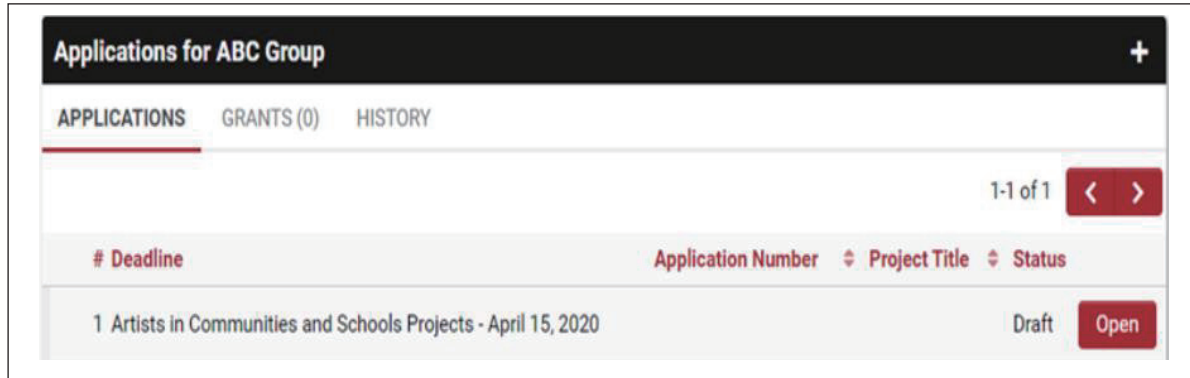 Applications for ABC Group +
APPLICATIONS GRANTS (0) HISTORY
1-1 of 1 < >
# Deadline Application Number Project Title Status
1 Artists in Communities and Schools Projects - April 15, 2020 Draft Open